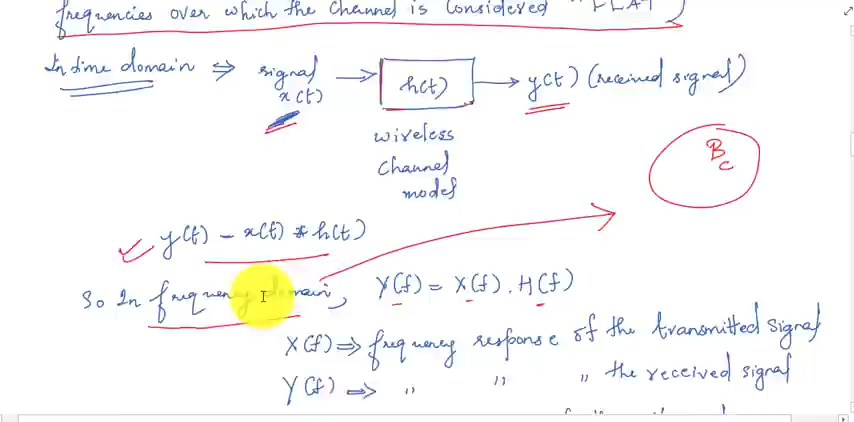 frequencies over which the channel is considered "FLAT"
In time domain ⇒ signal x(t) → h(t) → y(t) (received signal)
wireless
channel
model
Bc
y(t) - x(t) * h(t)
So In frequency domain, Y(f) = X(f) . H(f)
X(f) ⇒ frequency response of the transmitted signal
Y(f) ⇒ " " " the received signal